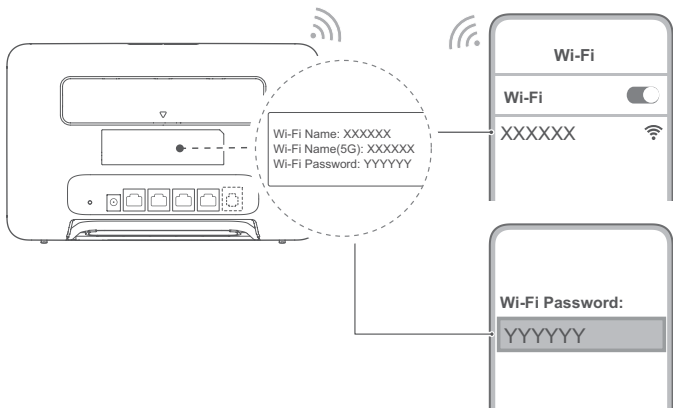 Wi-Fi Name: XXXXXX
Wi-Fi Name(5G): XXXXXX
Wi-Fi Password: YYYYYY
Wi-Fi
Wi-Fi
XXXXXX
Wi-Fi Password:
YYYYYY